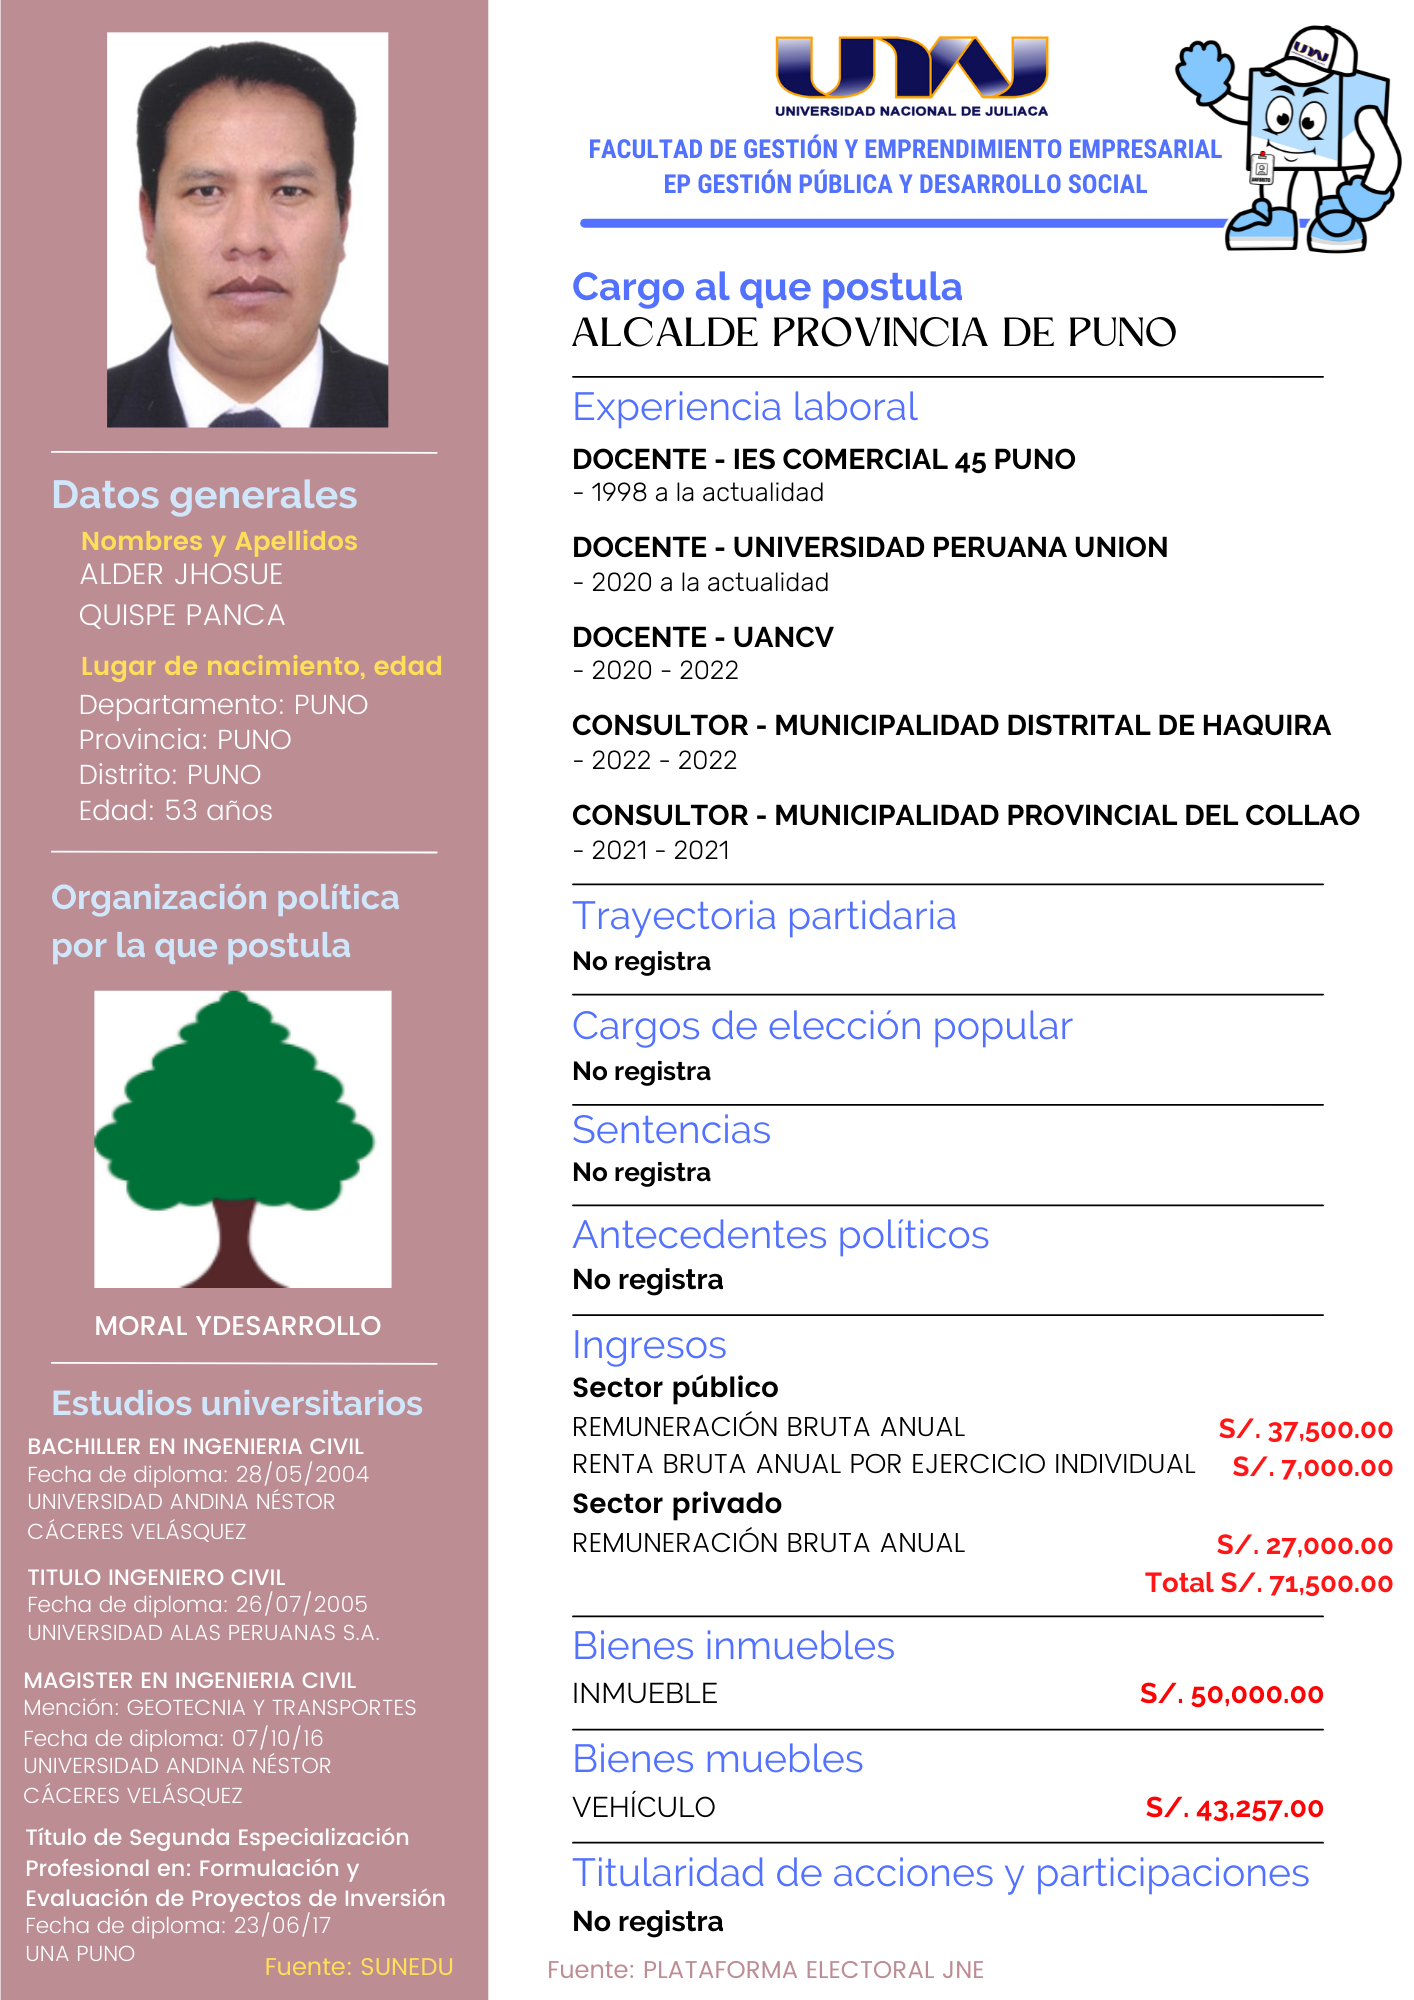 Datos generales
Nombres y Apellidos
ALDER JHOSUE
QUISPE PANCA
Lugar de nacimiento, edad
Departamento: PUNO
Provincia: PUNO
Distrito: PUNO
Edad: 53 años
Organización política
por la que postula
MORAL YDESARROLLO
Estudios universitarios
BACHILLER EN INGENIERIA CIVIL
Fecha de diploma: 28/05/2004
UNIVERSIDAD ANDINA NÉSTOR
CÁCERES VELÁSQUEZ
TITULO INGENIERO CIVIL
Fecha de diploma: 26/07/2005
UNIVERSIDAD ALAS PERUANAS S.A.
MAGISTER EN INGENIERIA CIVIL
Mención: GEOTECNIA Y TRANSPORTES
Fecha de diploma: 07/10/16
UNIVERSIDAD ANDINA NÉSTOR
CÁCERES VELÁSQUEZ
Título de Segunda Especialización
Profesional en: Formulación y
Evaluación de Proyectos de Inversión
Fecha de diploma: 23/06/17
UNA PUNO
Fuente: SUNEDU
UNAJ
UNIVERSIDAD NACIONAL DE JULIACA
FACULTAD DE GESTIÓN Y EMPRENDIMIENTO EMPRESARIAL
EP GESTIÓN PÚBLICA Y DESARROLLO SOCIAL
UNAJ
Cargo al que postula
ALCALDE PROVINCIA DE PUNO
Experiencia laboral
DOCENTE - IES COMERCIAL 45 PUNO
- 1998 a la actualidad
DOCENTE - UNIVERSIDAD PERUANA UNION
- 2020 a la actualidad
DOCENTE - UANCV
- 2020 - 2022
CONSULTOR - MUNICIPALIDAD DISTRITAL DE HAQUIRA
- 2022 - 2022
CONSULTOR - MUNICIPALIDAD PROVINCIAL DEL COLLAO
- 2021 - 2021
Trayectoria partidaria
No registra
Cargos de elección popular
No registra
Sentencias
No registra
Antecedentes políticos
No registra
Ingresos
Sector público
REMUNERACIÓN BRUTA ANUAL S/. 37,500.00
RENTA BRUTA ANUAL POR EJERCICIO INDIVIDUAL S/. 7,000.00
Sector privado
REMUNERACIÓN BRUTA ANUAL S/. 27,000.00
Total S/. 71,500.00
Bienes inmuebles
INMUEBLE S/. 50,000.00
Bienes muebles
VEHÍCULO S/. 43,257.00
Titularidad de acciones y participaciones
No registra
Fuente: PLATAFORMA ELECTORAL JNE